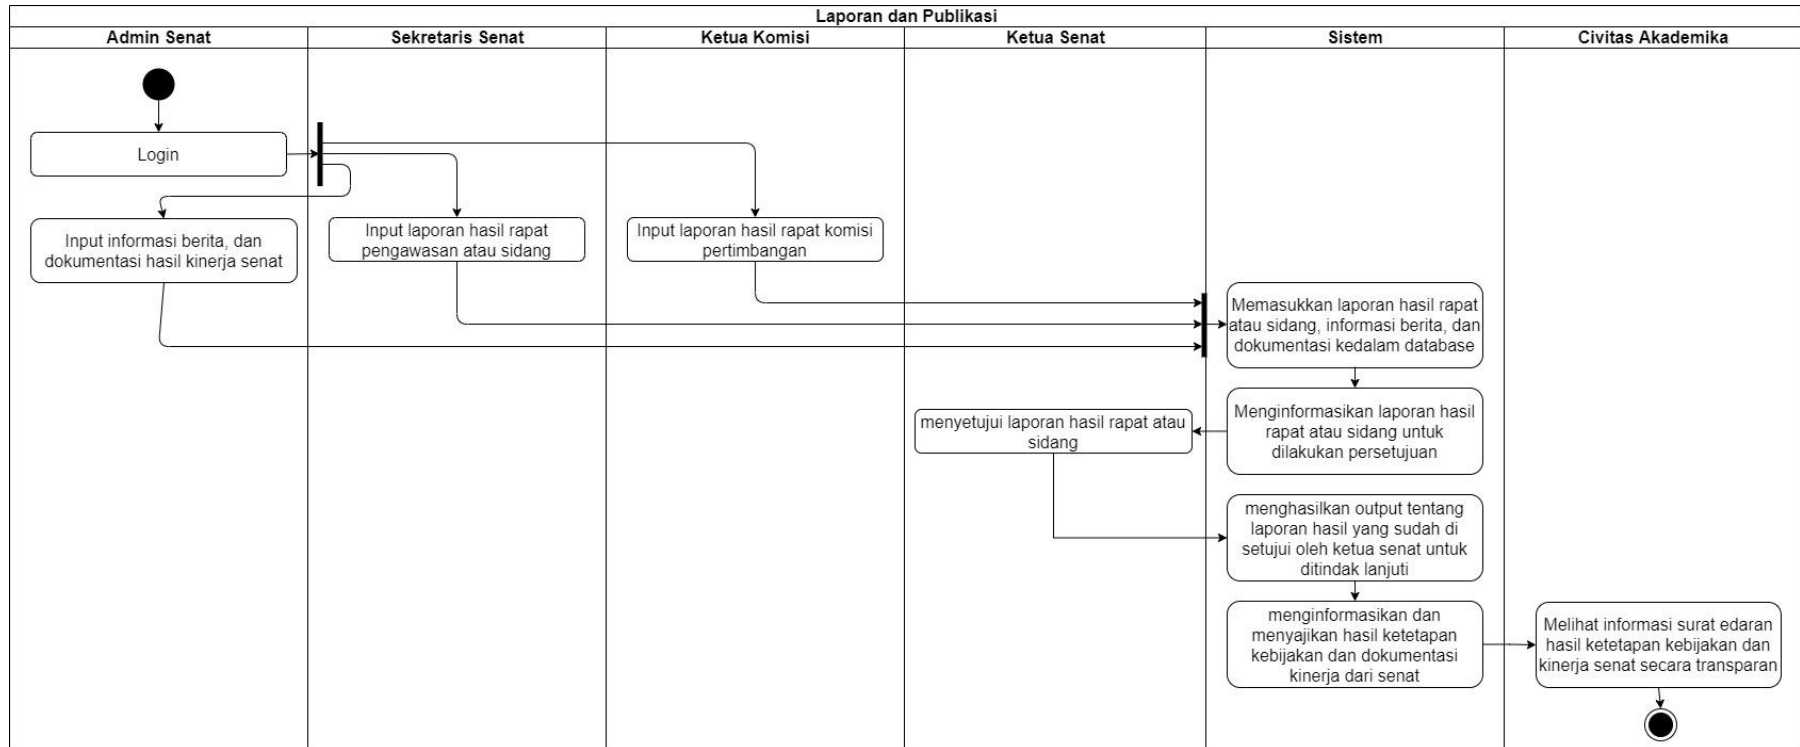 Laporan dan Publikasi
Admin Senat
Sekretaris Senat
Ketua Komisi
Ketua Senat
Sistem
Civitas Akademika
Login
Input informasi berita, dan
dokumentasi hasil kinerja senat
Input laporan hasil rapat
pengawasan atau sidang
Input laporan hasil rapat komisi
pertimbangan
Memasukkan laporan hasil rapat
atau sidang, informasi berita, dan
dokumentasi kedalam database
Menginformasikan laporan hasil
rapat atau sidang untuk
dilakukan persetujuan
menyetujui laporan hasil rapat atau
sidang
menghasilkan output tentang
laporan hasil yang sudah di
setujui oleh ketua senat untuk
ditindak lanjuti
menginformasikan dan
menyajikan hasil ketetapan
kebijakan dan dokumentasi
kinerja dari senat
Melihat informasi surat edaran
hasil ketetapan kebijakan dan
kinerja senat secara transparan